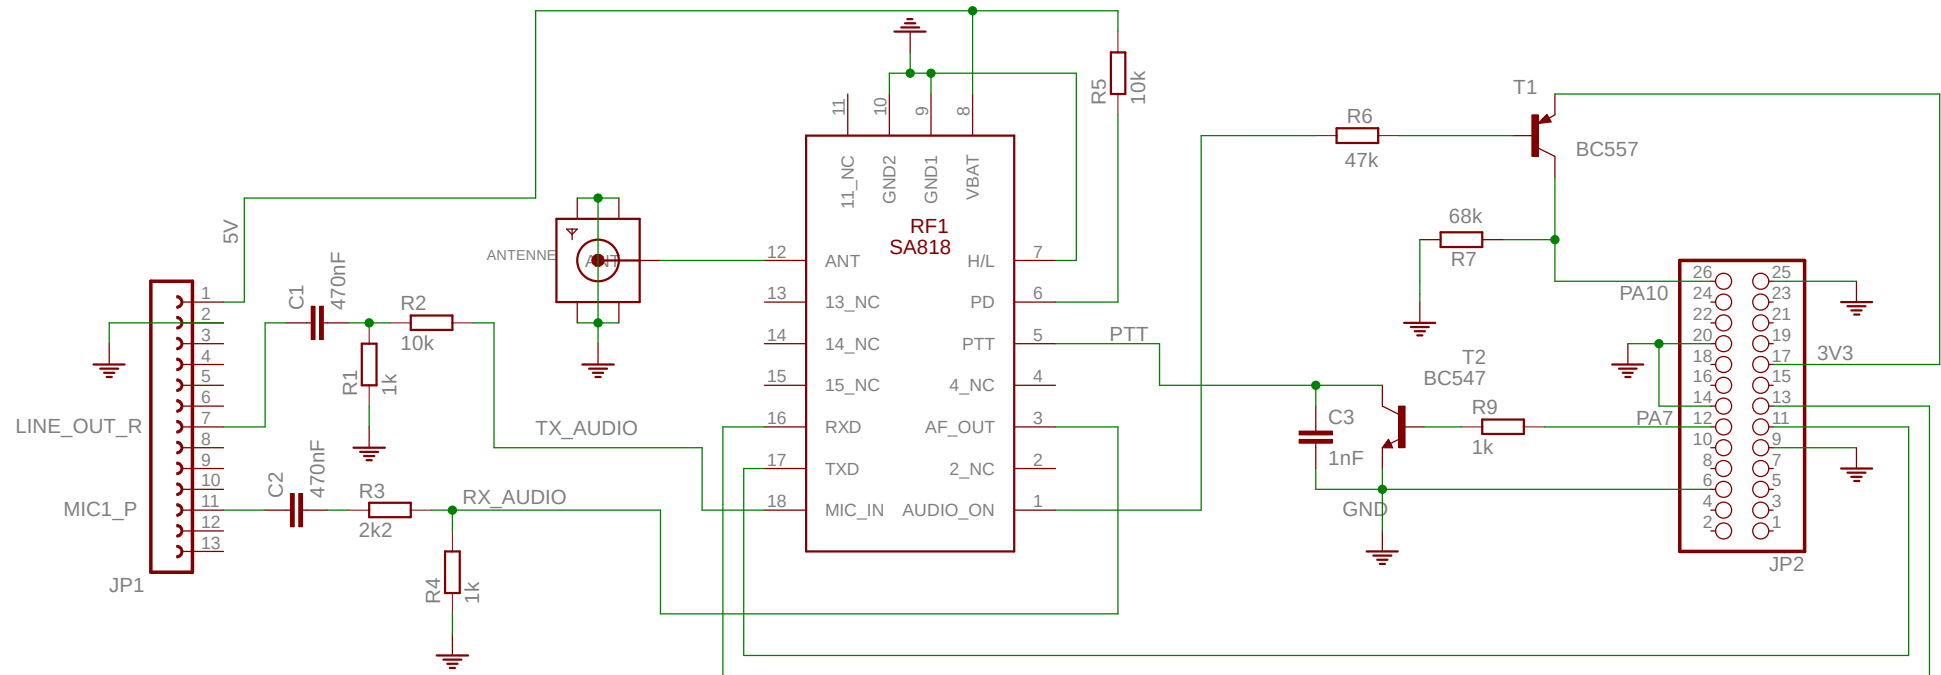 5V
ANTENNE
ANT
11
10
9
8
11_NC
GND2
GND1
VBAT
RF1
SA818
12
ANT
H/L
7
13
13_NC
PD
6
14
14_NC
PTT
5
15
15_NC
4_NC
4
16
RXD
AF_OUT
3
17
TXD
2_NC
2
18
MIC_IN
AUDIO_ON
1
R5
10k
R6
47k
T1
BC557
68k
R7
PTT
T2
BC547
C3
1nF
R9
1k
GND
PA10
PA7
3V3
26
25
24
23
22
21
20
19
18
17
16
15
14
13
12
11
10
9
8
7
6
5
4
3
2
1
JP2
1
2
3
4
5
6
7
8
9
10
11
12
13
JP1
LINE_OUT_R
MIC1_P
C1
470nF
R2
10k
R1
1k
TX_AUDIO
C2
470nF
R3
2k2
RX_AUDIO
R4
1k